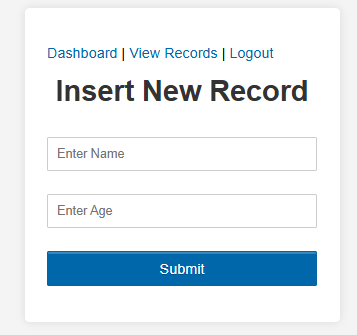 Dashboard | View Records | Logout
Insert New Record
Enter Name
Enter Age
Submit